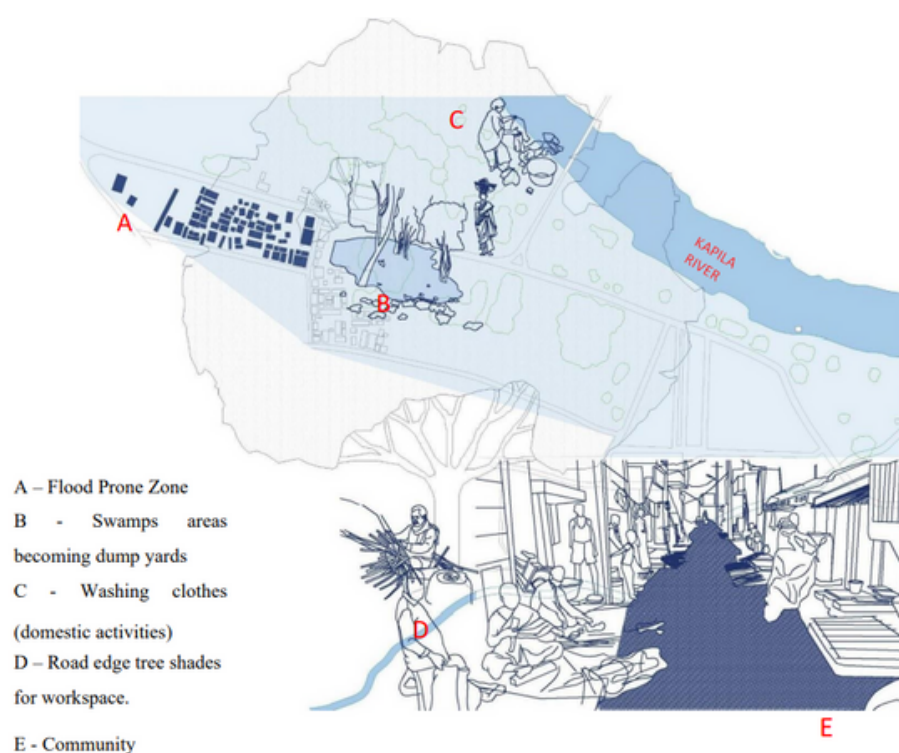 C
A
KAPILA
RIVER
B
A – Flood Prone Zone
B - Swamps areas
becoming dump yards
C - Washing clothes
(domestic activities)
D – Road edge tree shades
for workspace.
E - Community
D
E